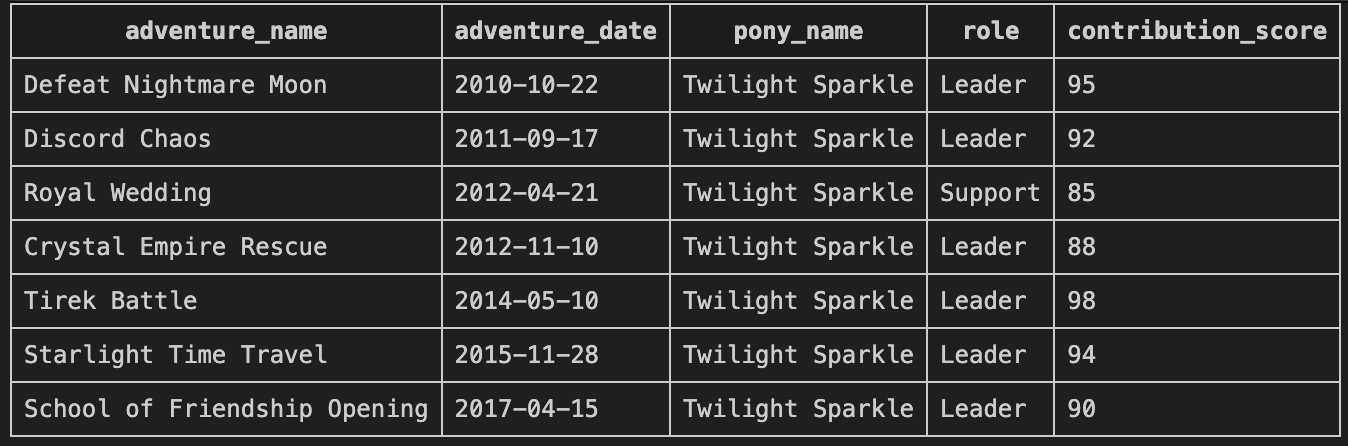 adventure_name adventure_date pony_name role contribution_score
Defeat Nightmare Moon 2010-10-22 Twilight Sparkle Leader 95
Discord Chaos 2011-09-17 Twilight Sparkle Leader 92
Royal Wedding 2012-04-21 Twilight Sparkle Support 85
Crystal Empire Rescue 2012-11-10 Twilight Sparkle Leader 88
Tirek Battle 2014-05-10 Twilight Sparkle Leader 98
Starlight Time Travel 2015-11-28 Twilight Sparkle Leader 94
School of Friendship Opening 2017-04-15 Twilight Sparkle Leader 90